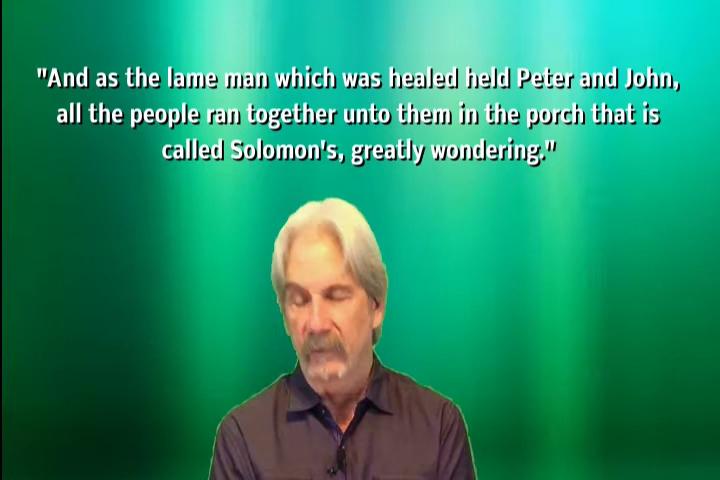 "And as the lame man which was healed held Peter and John,
all the people ran together unto them in the porch that is
called Solomon's, greatly wondering."